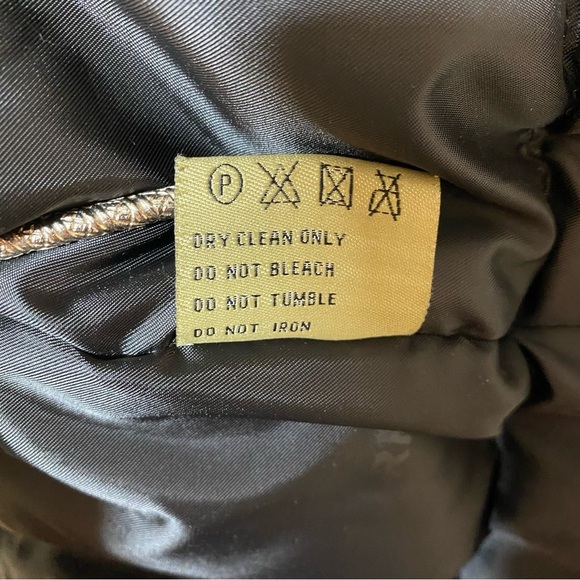 P
DRY CLEAN ONLY
DO NOT BLEACH
DO NOT TUMBLE
DO NOT IRON